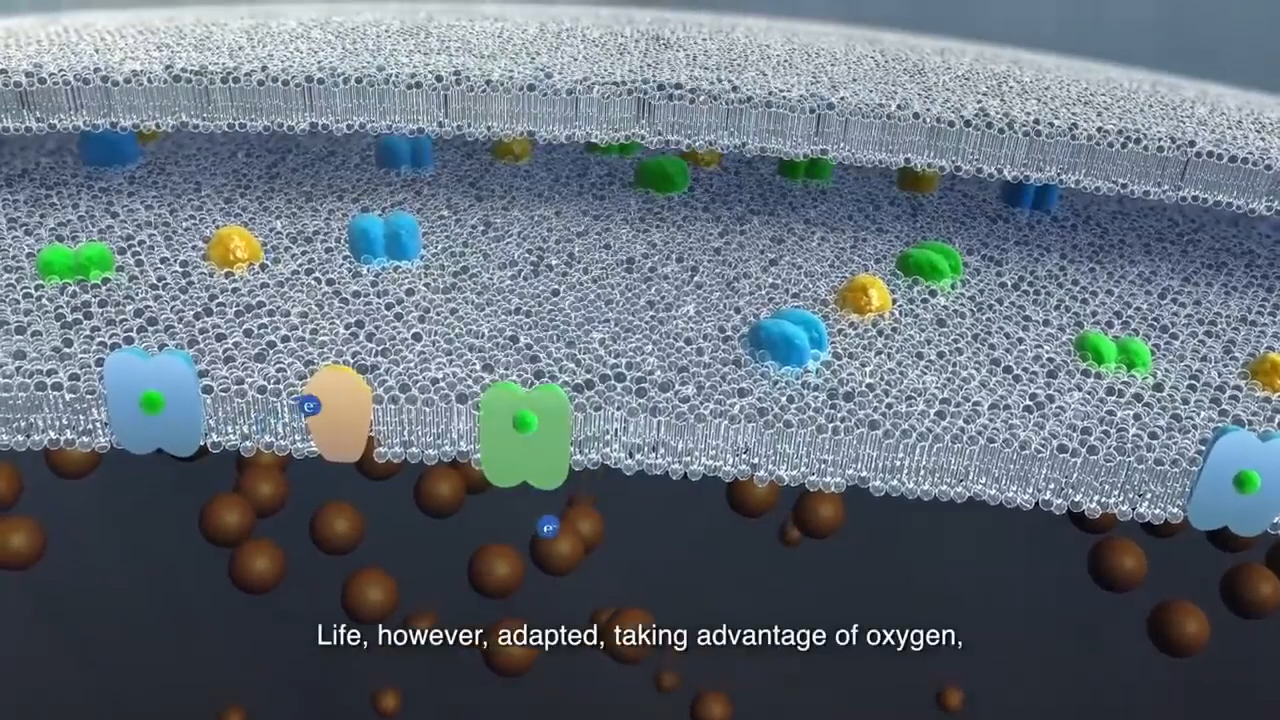 e⁻
e⁻
Life, however, adapted, taking advantage of oxygen,